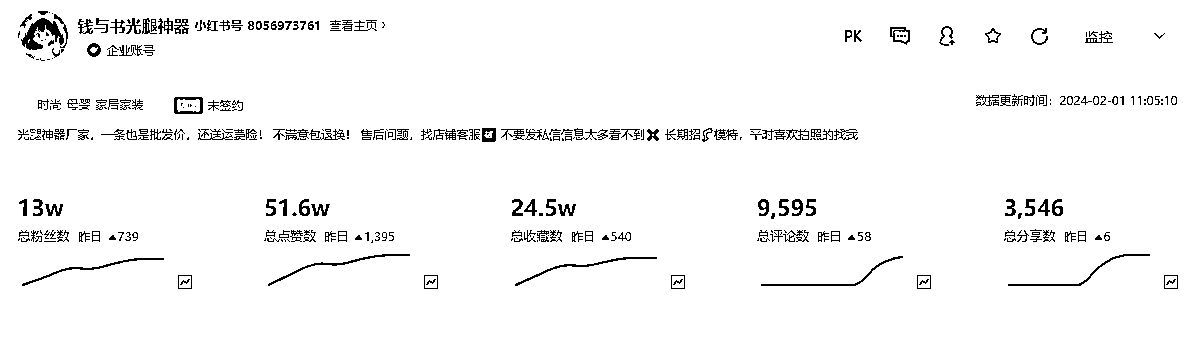 钱与书光腿神器 小红书号 8056973761 查看主页 ›
企业账号
PK
监控
时尚 母婴 家居家装 未签约
数据更新时间：2024-02-01 11:05:10
光腿神器厂家，一条也是批发价，还送运费险！ 不满意包退换！ 售后问题，找店铺客服 不要发私信信息太多看不到 长期招 模特，平时喜欢拍照的找我
13w
总粉丝数 昨日 ▲739
51.6w
总点赞数 昨日 ▲1,395
24.5w
总收藏数 昨日 ▲540
9,595
总评论数 昨日 ▲58
3,546
总分享数 昨日 ▲6